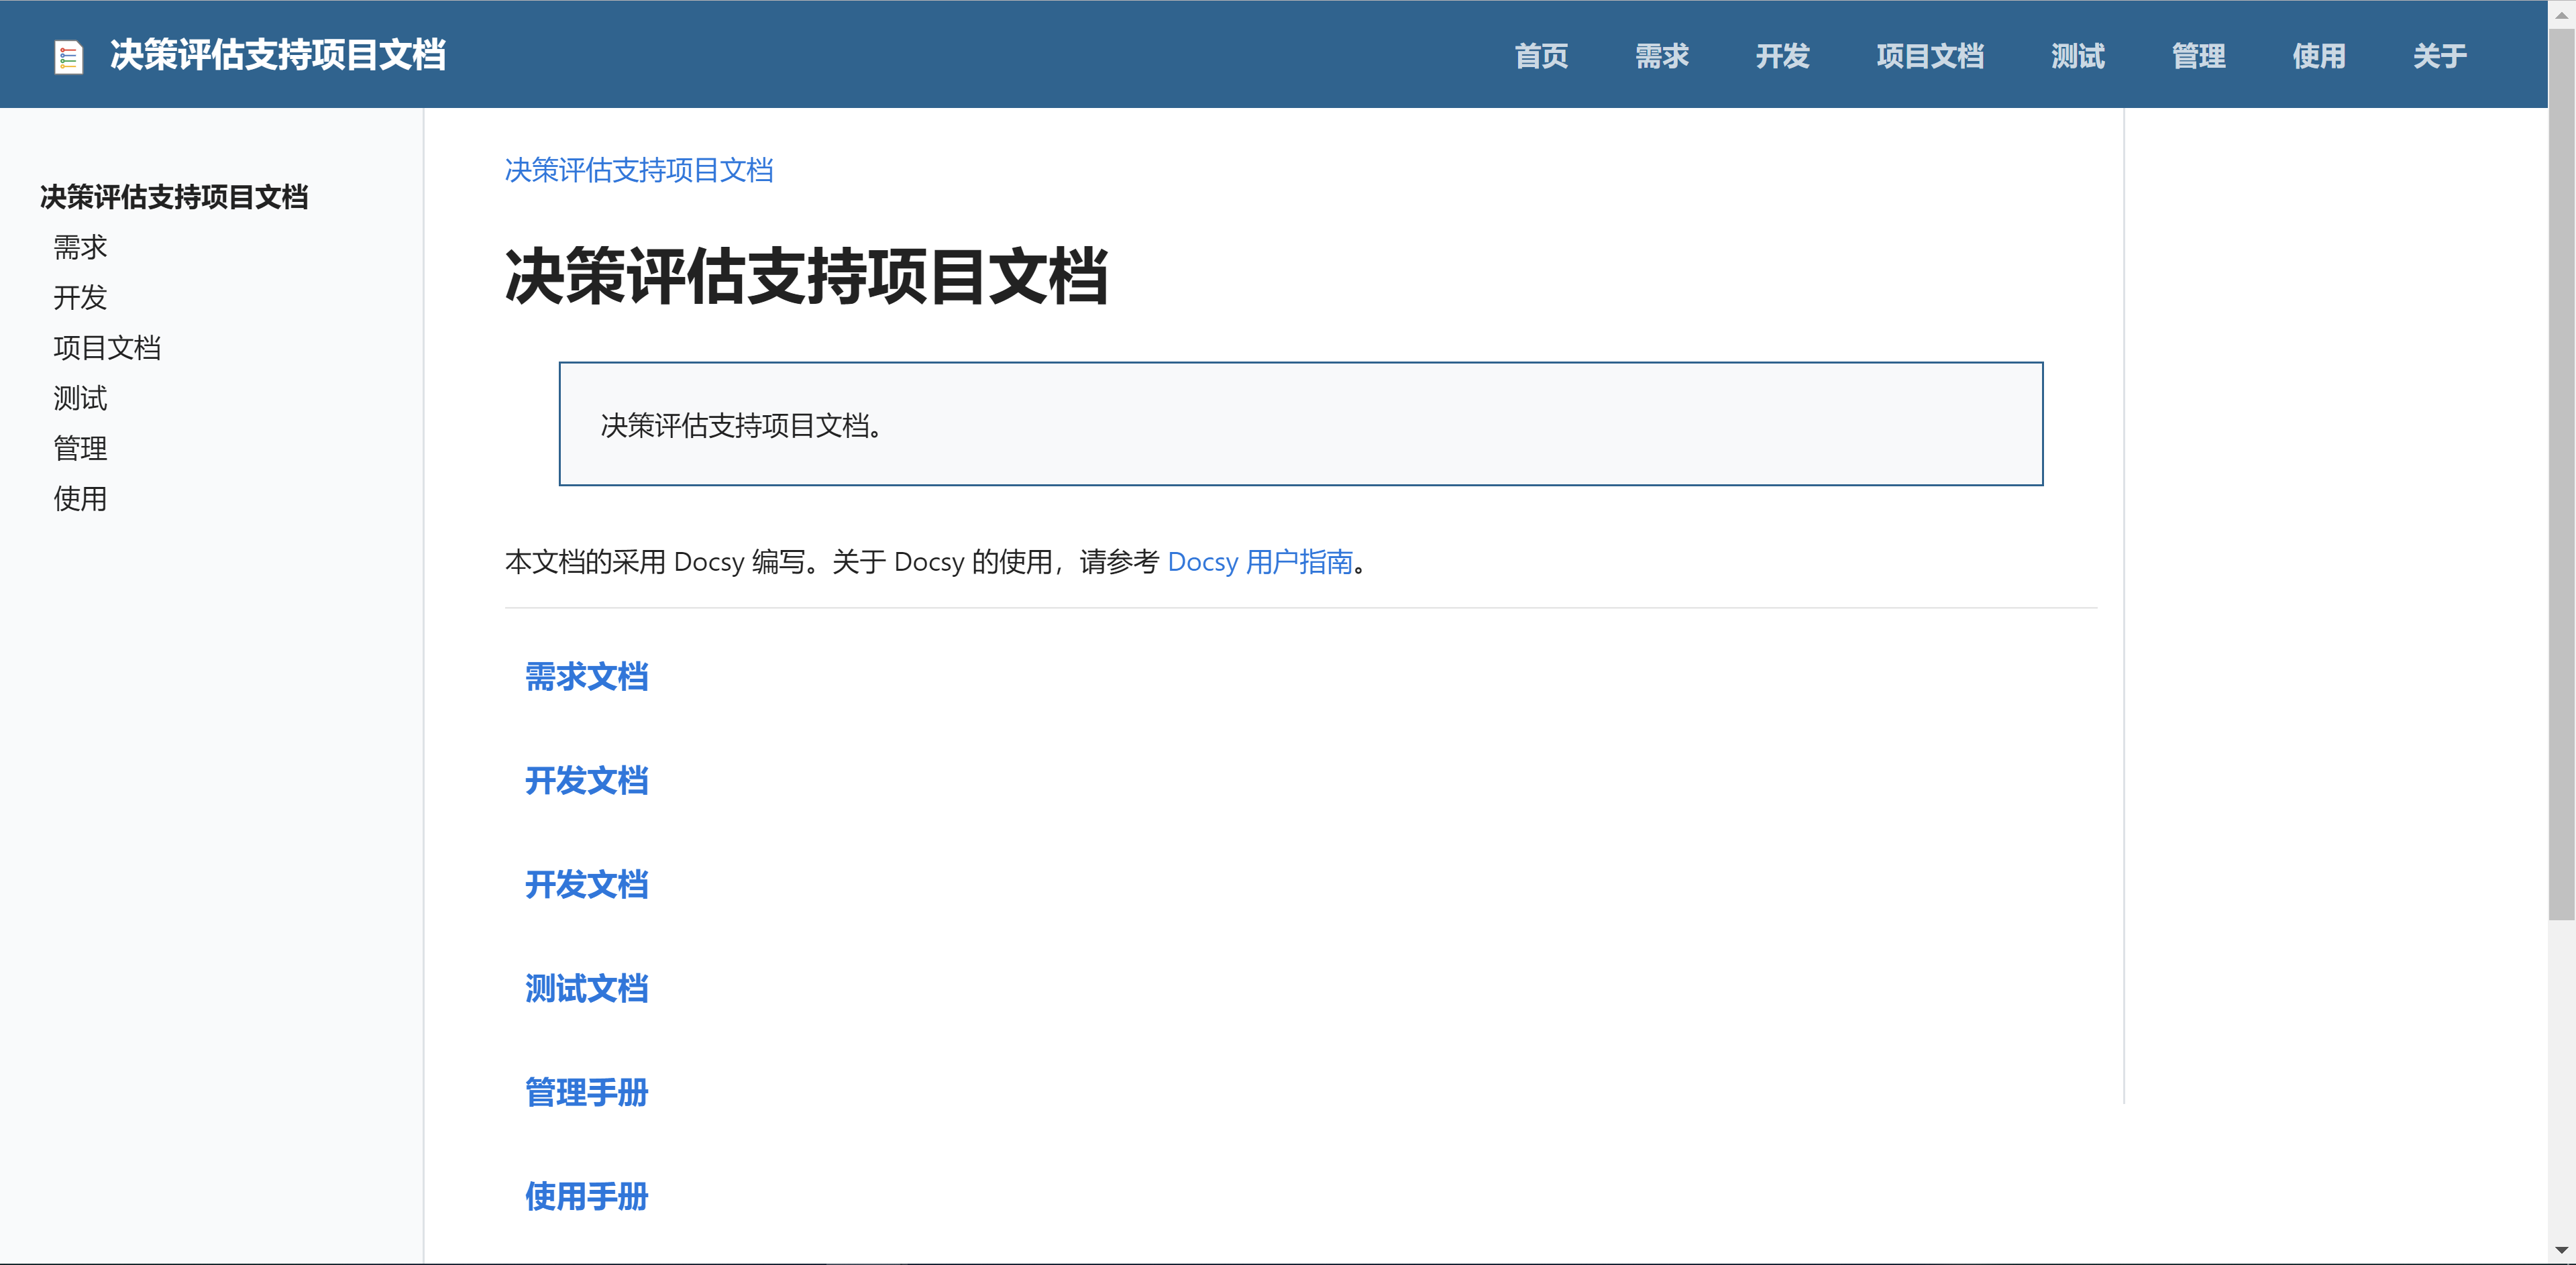 决策评估支持项目文档
首页 需求 开发 项目文档 测试 管理 使用 关于
决策评估支持项目文档
需求
开发
项目文档
测试
管理
使用
决策评估支持项目文档
决策评估支持项目文档
决策评估支持项目文档。
本文档的采用 Docsy 编写。关于 Docsy 的使用，请参考 Docsy 用户指南。
需求文档
开发文档
开发文档
测试文档
管理手册
使用手册